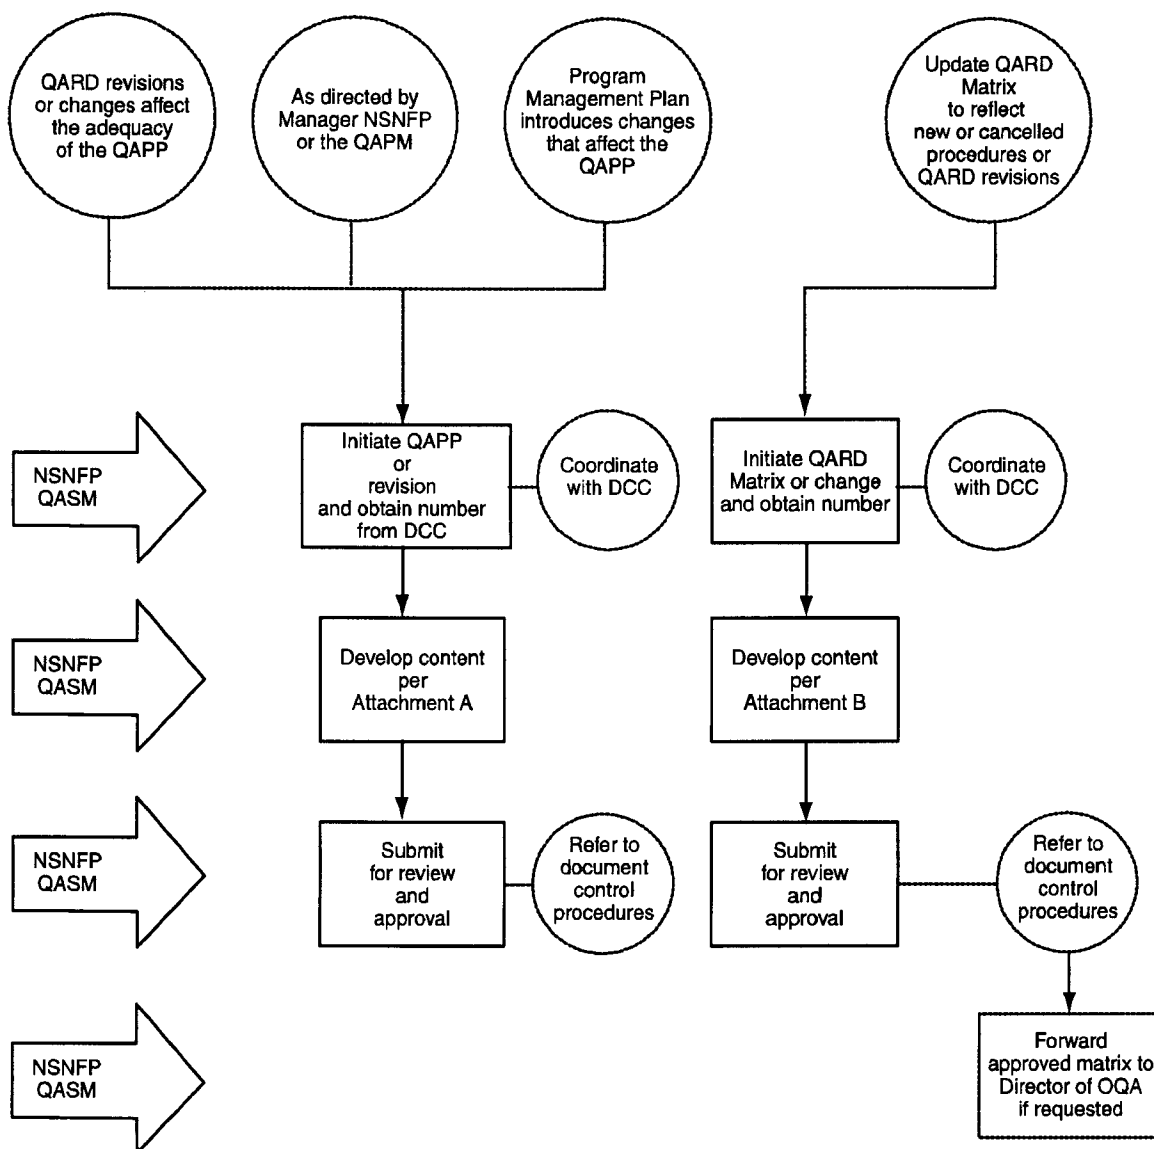 QARD revisions
or changes affect
the adequacy
of the QAPP
As directed by
Manager NSNFP
or the QAPM
Program
Management Plan
introduces changes
that affect the
QAPP
Update QARD
Matrix
to reflect
new or cancelled
procedures or
QARD revisions
NSNFP
QASM
Initiate QAPP
or
revision
and obtain number
from DCC
Coordinate
with DCC
Initiate QARD
Matrix or change
and obtain number
Coordinate
with DCC
NSNFP
QASM
Develop content
per
Attachment A
Develop content
per
Attachment B
NSNFP
QASM
Submit
for review
and
approval
Refer to
document
control
procedures
Submit
for review
and
approval
Refer to
document
control
procedures
NSNFP
QASM
Forward
approved matrix to
Director of OQA
if requested